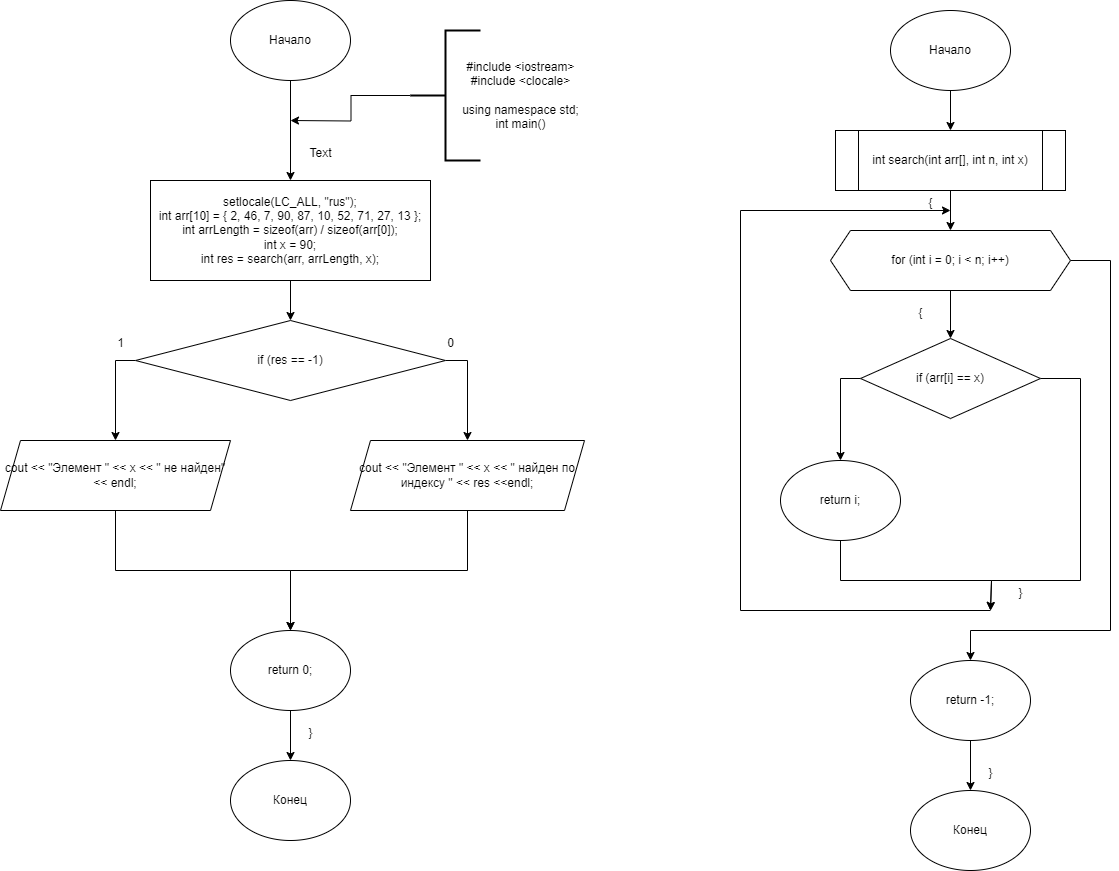 Начало
#include <iostream>
#include <clocale>
using namespace std;
int main()
Text
setlocale(LC_ALL, "rus");
int arr[10] = { 2, 46, 7, 90, 87, 10, 52, 71, 27, 13 };
int arrLength = sizeof(arr) / sizeof(arr[0]);
int x = 90;
int res = search(arr, arrLength, x);
1
if (res == -1)
0
cout << "Элемент " << x << " не найден"
<< endl;
cout << "Элемент " << x << " найден по
индексу " << res <<endl;
return 0;
}
Конец
Начало
int search(int arr[], int n, int x)
{
for (int i = 0; i < n; i++)
{
if (arr[i] == x)
return i;
}
return -1;
}
Конец